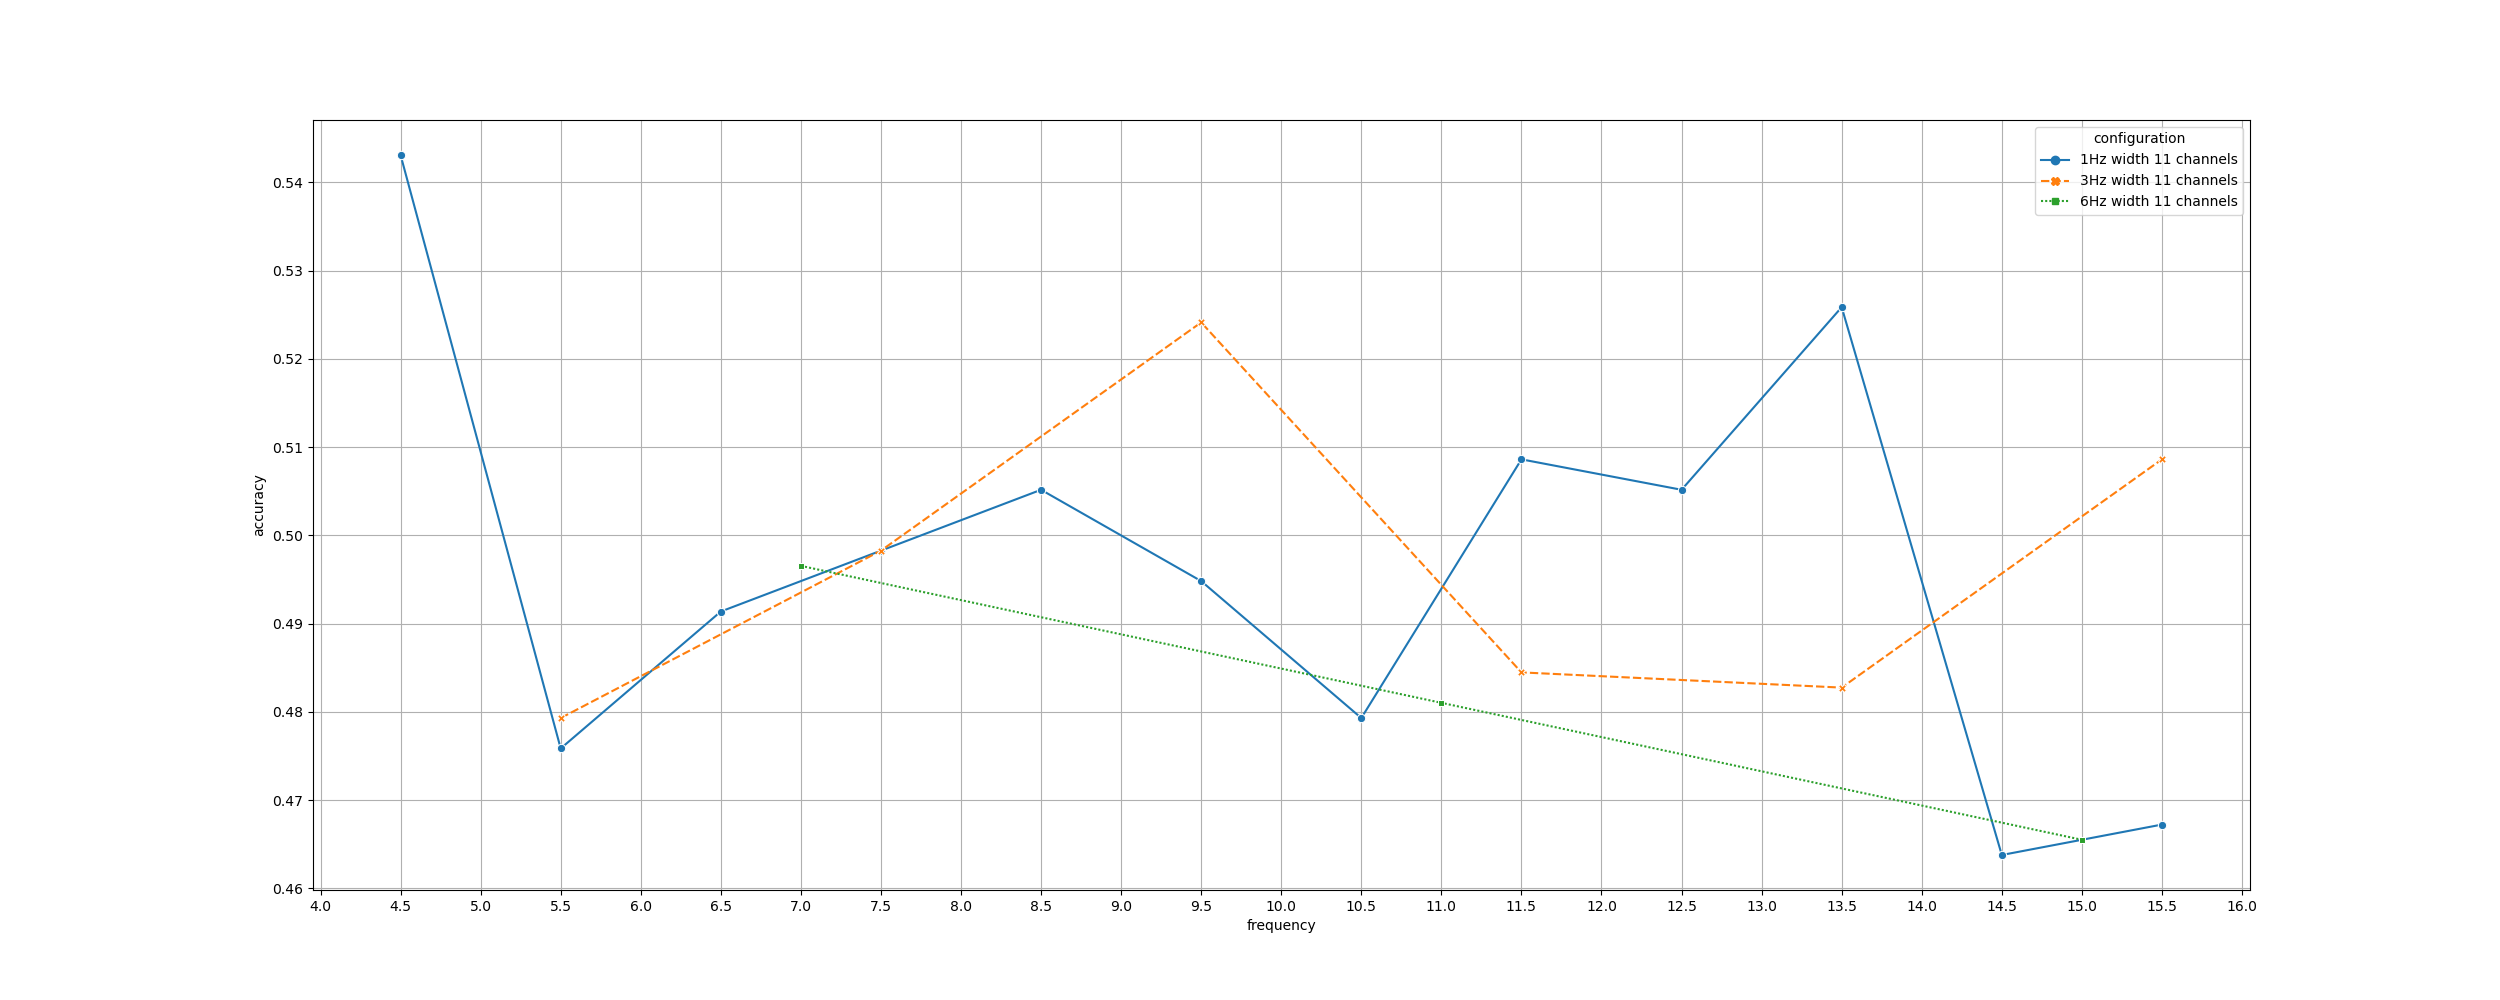 configuration
1Hz width 11 channels
3Hz width 11 channels
6Hz width 11 channels
accuracy
0.54
0.53
0.52
0.51
0.50
0.49
0.48
0.47
0.46
4.0 4.5 5.0 5.5 6.0 6.5 7.0 7.5 8.0 8.5 9.0 9.5 10.0 10.5 11.0 11.5 12.0 12.5 13.0 13.5 14.0 14.5 15.0 15.5 16.0
frequency